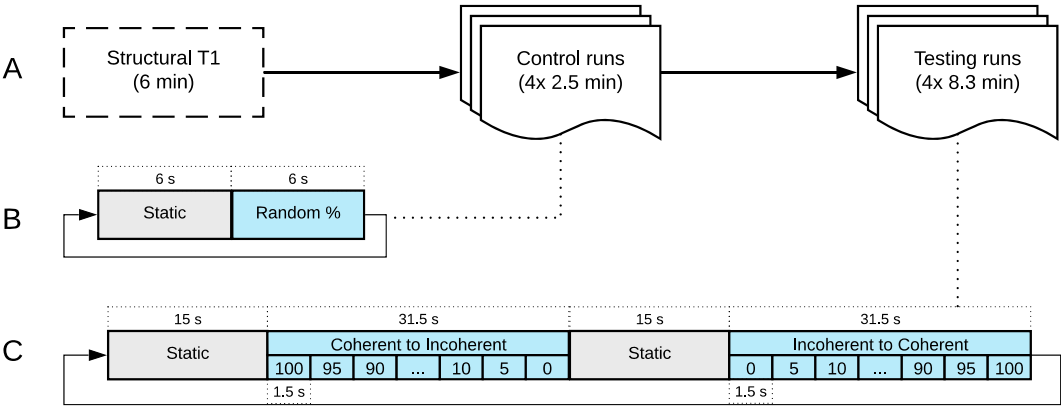 A
Structural T1
(6 min)
Control runs
(4x 2.5 min)
Testing runs
(4x 8.3 min)
B
6 s
6 s
Static
Random %
C
15 s
31.5 s
15 s
31.5 s
Static
Coherent to Incoherent
Static
Incoherent to Coherent
100 95 90 ... 10 5 0
0 5 10 ... 90 95 100
1.5 s
1.5 s